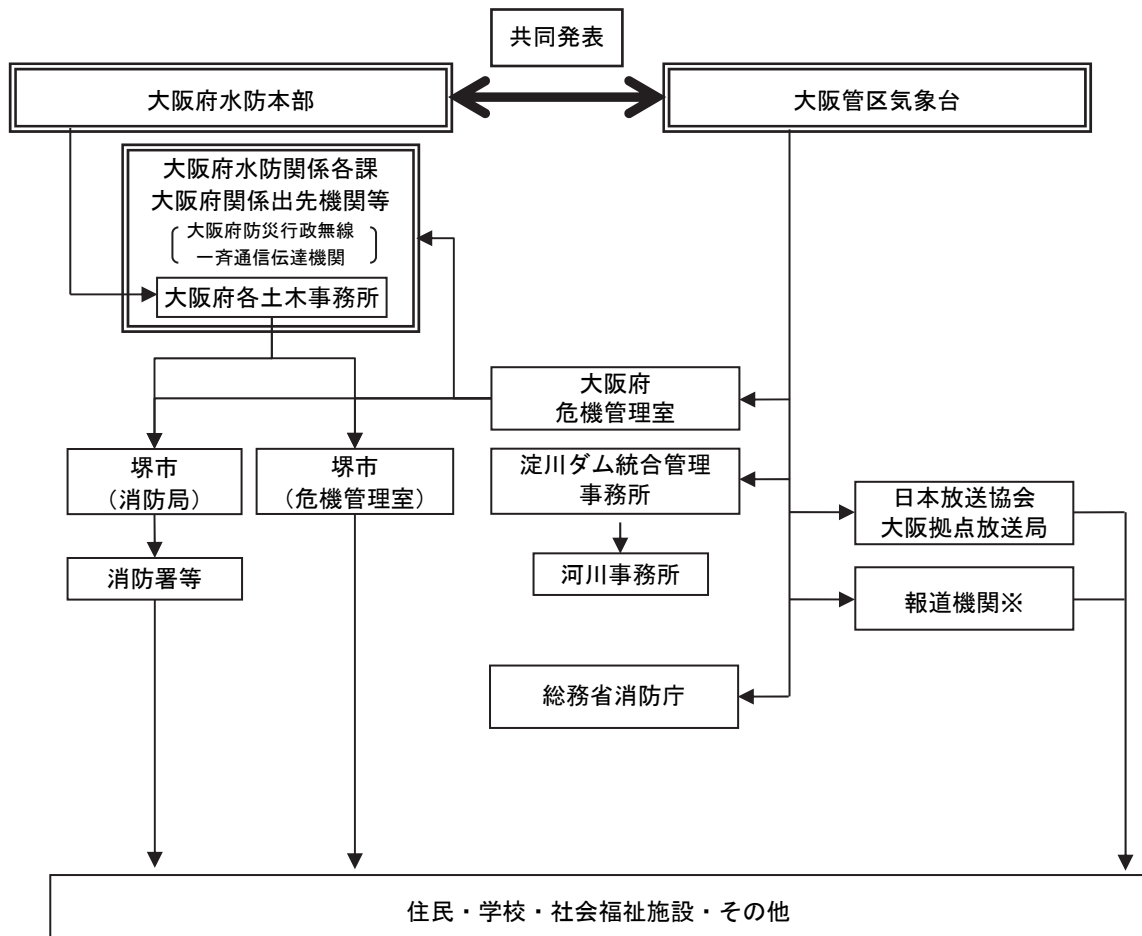 共同発表
大阪府水防本部
大阪管区気象台
大阪府水防関係各課
大阪府関係出先機関等
大阪府防災行政無線
一斉通信伝達機関
大阪府各土木事務所
大阪府
危機管理室
堺市
（消防局）
堺市
（危機管理室）
淀川ダム統合管理
事務所
日本放送協会
大阪拠点放送局
消防署等
河川事務所
報道機関※
総務省消防庁
住民・学校・社会福祉施設・その他